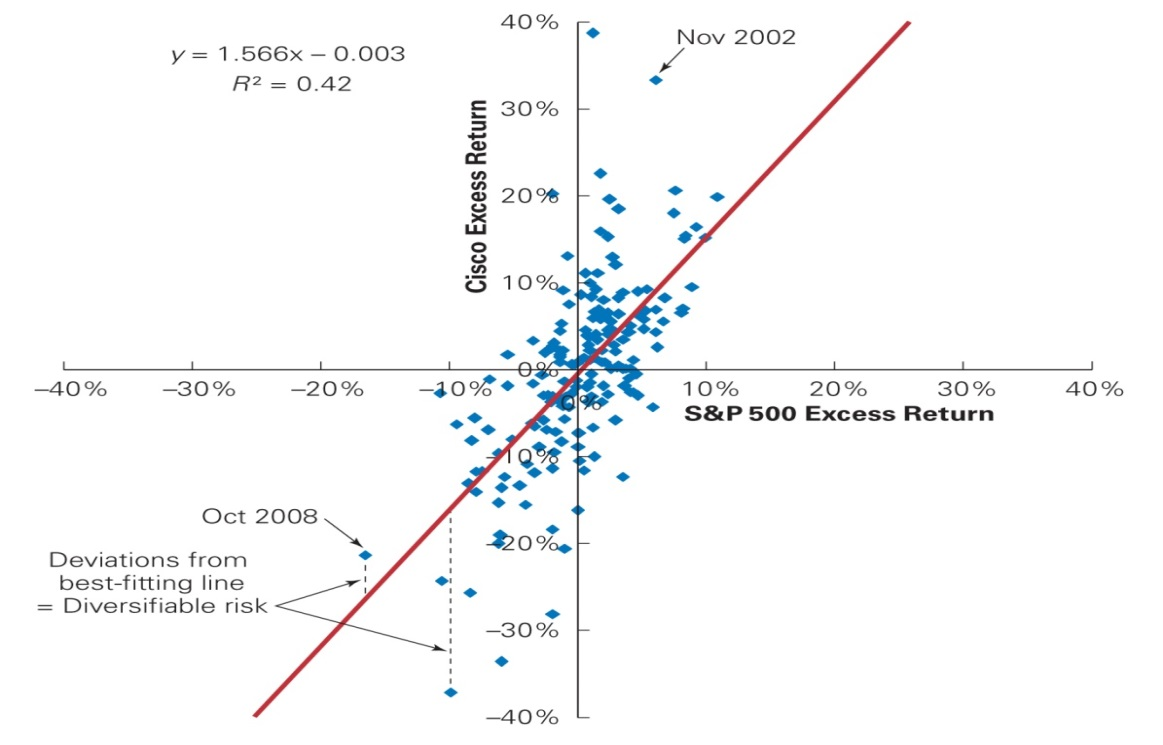 y = 1.566x – 0.003
R² = 0.42
Nov 2002
Cisco Excess Return
40%
30%
20%
10%
0%
–40%
–30%
–20%
–10%
0%
10%
20%
30%
40%
S&P 500 Excess Return
–10%
–20%
–30%
–40%
Oct 2008
Deviations from
best-fitting line
= Diversifiable risk